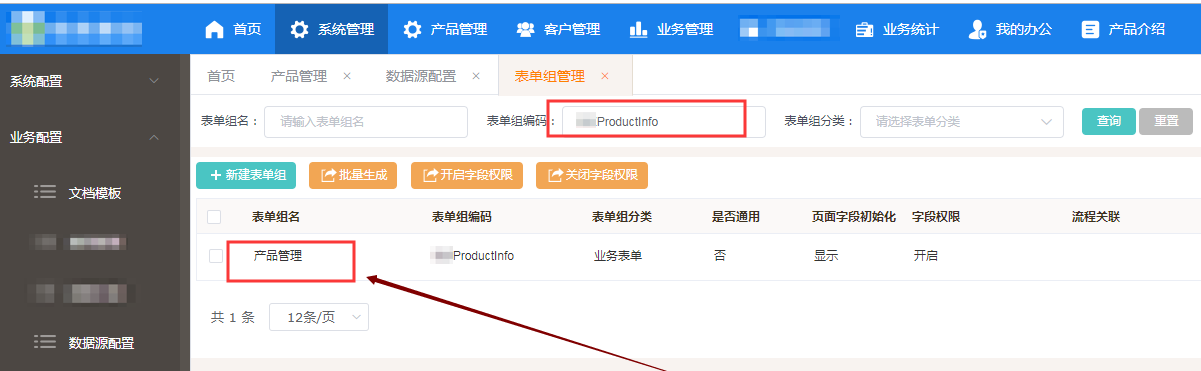 首页 系统管理 产品管理 客户管理 业务管理 业务统计 我的办公 产品介绍
系统配置
业务配置
文档模板
数据源配置
首页 产品管理 × 数据源配置 × 表单组管理 ×
表单组名： 请输入表单组名 表单组编码： ProductInfo 表单组分类： 请选择表单分类 查询 重置
+ 新建表单组 批量生成 开启字段权限 关闭字段权限
表单组名 表单组编码 表单组分类 是否通用 页面字段初始化 字段权限 流程关联
产品管理 ProductInfo 业务表单 否 显示 开启
共 1 条 12条/页